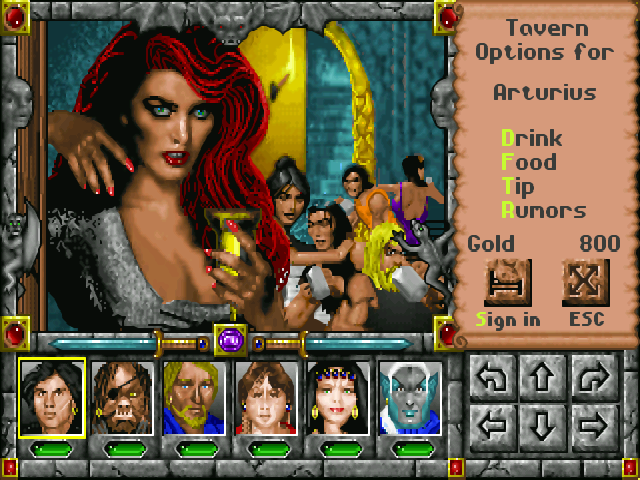 Tavern
Options for
Arturius
Drink
Food
Tip
Rumors
Gold 800
Sign in ESC